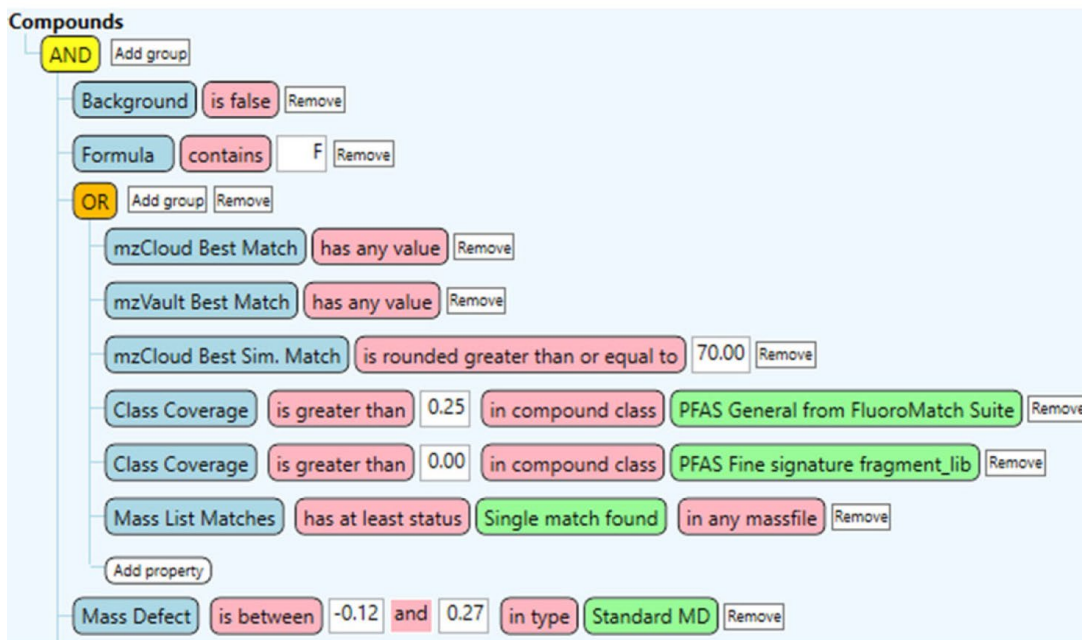 Compounds
AND Add group
Background is false Remove
Formula contains F Remove
OR Add group Remove
mzCloud Best Match has any value Remove
mzVault Best Match has any value Remove
mzCloud Best Sim. Match is rounded greater than or equal to 70.00 Remove
Class Coverage is greater than 0.25 in compound class PFAS General from FluoroMatch Suite Remove
Class Coverage is greater than 0.00 in compound class PFAS Fine signature fragment_lib Remove
Mass List Matches has at least status Single match found in any massfile Remove
Add property
Mass Defect is between -0.12 and 0.27 in type Standard MD Remove